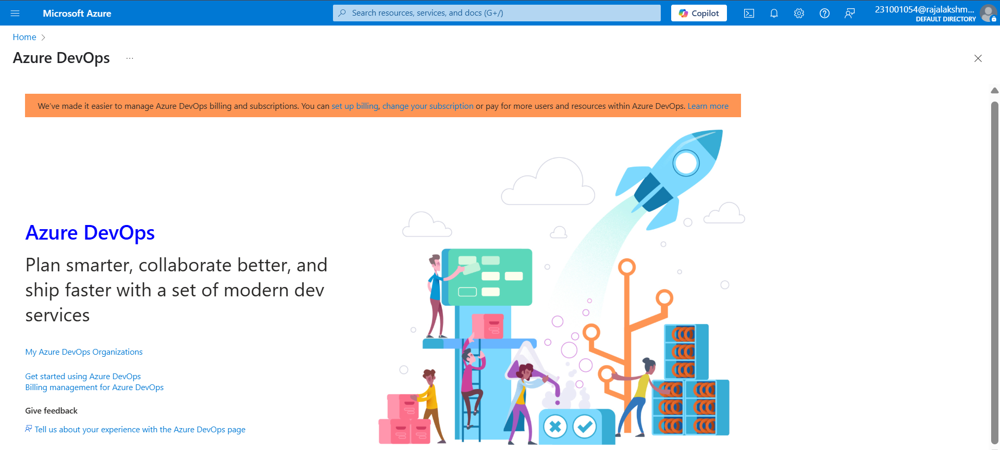 Microsoft Azure
Search resources, services, and docs (G+/)
Copilot
231001054@rajalakshm...
DEFAULT DIRECTORY
Home
Azure DevOps
...
We've made it easier to manage Azure DevOps billing and subscriptions. You can set up billing, change your subscription or pay for more users and resources within Azure DevOps. Learn more
Azure DevOps
Plan smarter, collaborate better, and
ship faster with a set of modern dev
services
My Azure DevOps Organizations
Get started using Azure DevOps
Billing management for Azure DevOps
Give feedback
Tell us about your experience with the Azure DevOps page